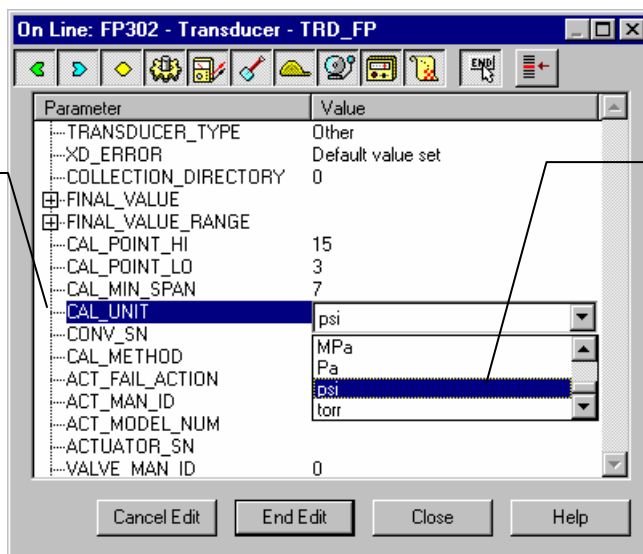 On Line: FP302 - Transducer - TRD_FP
END
Parameter Value
TRANSDUCER_TYPE Other
XD_ERROR Default value set
COLLECTION_DIRECTORY 0
FINAL_VALUE
FINAL_VALUE_RANGE
CAL_POINT_HI 15
CAL_POINT_LO 3
CAL_MIN_SPAN 7
CAL_UNIT psi
CONV_SN MPa
CAL_METHOD Pa
ACT_FAIL_ACTION psi
ACT_MAN_ID torr
ACT_MODEL_NUM
ACTUATOR_SN
VALVE_MAN_ID 0
Cancel Edit End Edit Close Help